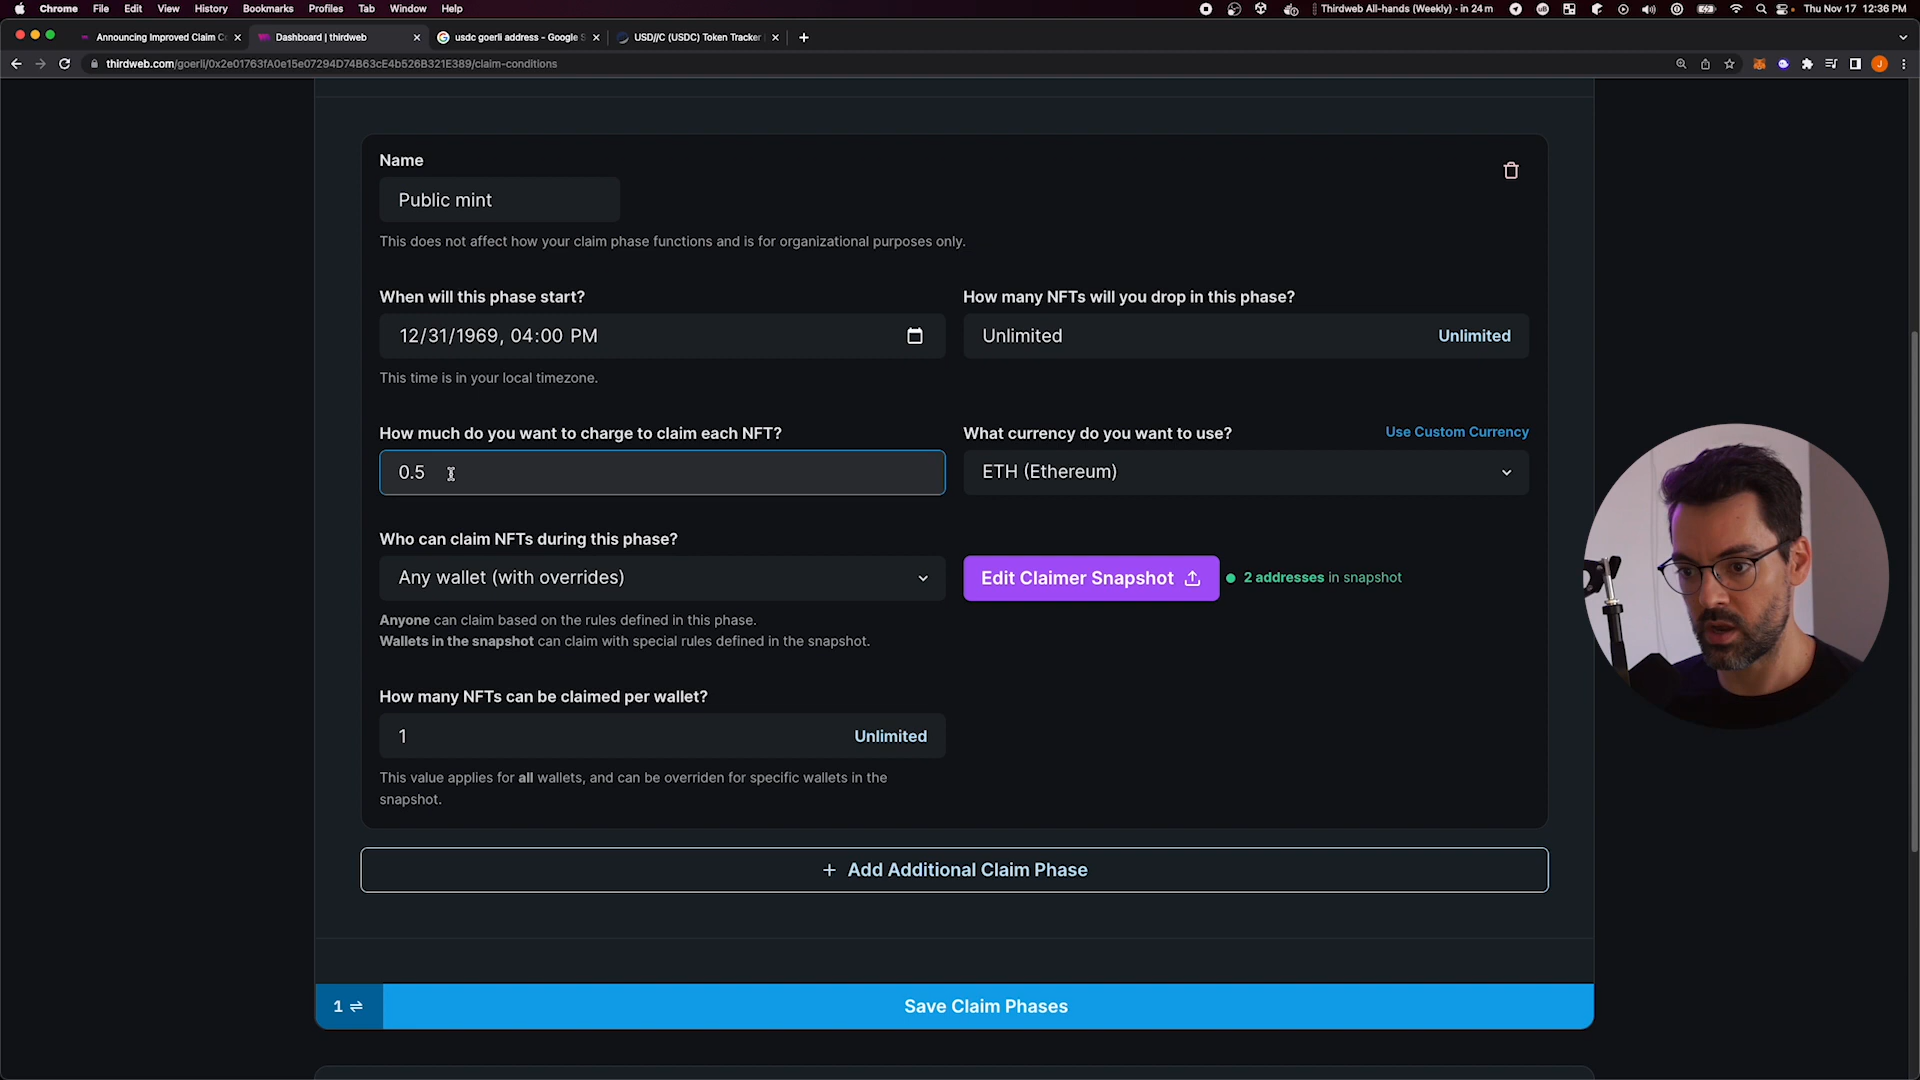 Chrome File Edit View History Bookmarks Profiles Tab Window Help
Thirdweb All-hands (Weekly) - in 24 m
Thu Nov 17 12:36 PM
Announcing Improved Claim Co
Dashboard | thirdweb
usdc goerli address - Google S
USD//C (USDC) Token Tracker
thirdweb.com/goerli/0x2e01763fA0e15e07294D74B63cE4b526B321E389/claim-conditions
J
Name
Public mint
This does not affect how your claim phase functions and is for organizational purposes only.
When will this phase start?
12/31/1969, 04:00 PM
This time is in your local timezone.
How many NFTs will you drop in this phase?
Unlimited
Unlimited
How much do you want to charge to claim each NFT?
0.5
What currency do you want to use?
Use Custom Currency
ETH (Ethereum)
Who can claim NFTs during this phase?
Any wallet (with overrides)
Edit Claimer Snapshot
2 addresses in snapshot
Anyone can claim based on the rules defined in this phase.
Wallets in the snapshot can claim with special rules defined in the snapshot.
How many NFTs can be claimed per wallet?
1
Unlimited
This value applies for all wallets, and can be overriden for specific wallets in the
snapshot.
+ Add Additional Claim Phase
1
Save Claim Phases